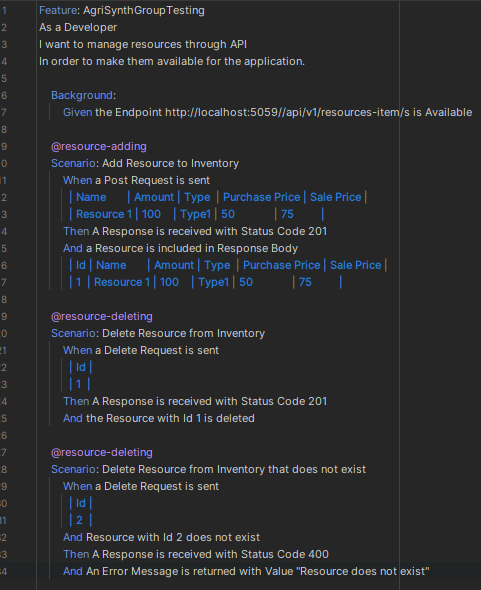 1 Feature: AgriSynthGroupTesting
2 As a Developer
3 I want to manage resources through API
4 In order to make them available for the application.
5
6 Background:
7 Given the Endpoint http://localhost:5059//api/v1/resources-item/s is Available
8
9 @resource-adding
0 Scenario: Add Resource to Inventory
11 When a Post Request is sent
2 | Name | Amount | Type | Purchase Price | Sale Price |
3 | Resource 1 | 100 | Type1 | 50 | 75 |
4 Then A Response is received with Status Code 201
5 And a Resource is included in Response Body
6 | Id | Name | Amount | Type | Purchase Price | Sale Price |
7 | 1 | Resource 1 | 100 | Type1 | 50 | 75 |
8
9 @resource-deleting
20 Scenario: Delete Resource from Inventory
21 When a Delete Request is sent
22 | Id |
23 | 1 |
24 Then A Response is received with Status Code 201
25 And the Resource with Id 1 is deleted
26
27 @resource-deleting
28 Scenario: Delete Resource from Inventory that does not exist
29 When a Delete Request is sent
30 | Id |
31 | 2 |
32 And Resource with Id 2 does not exist
33 Then A Response is received with Status Code 400
34 And An Error Message is returned with Value "Resource does not exist"